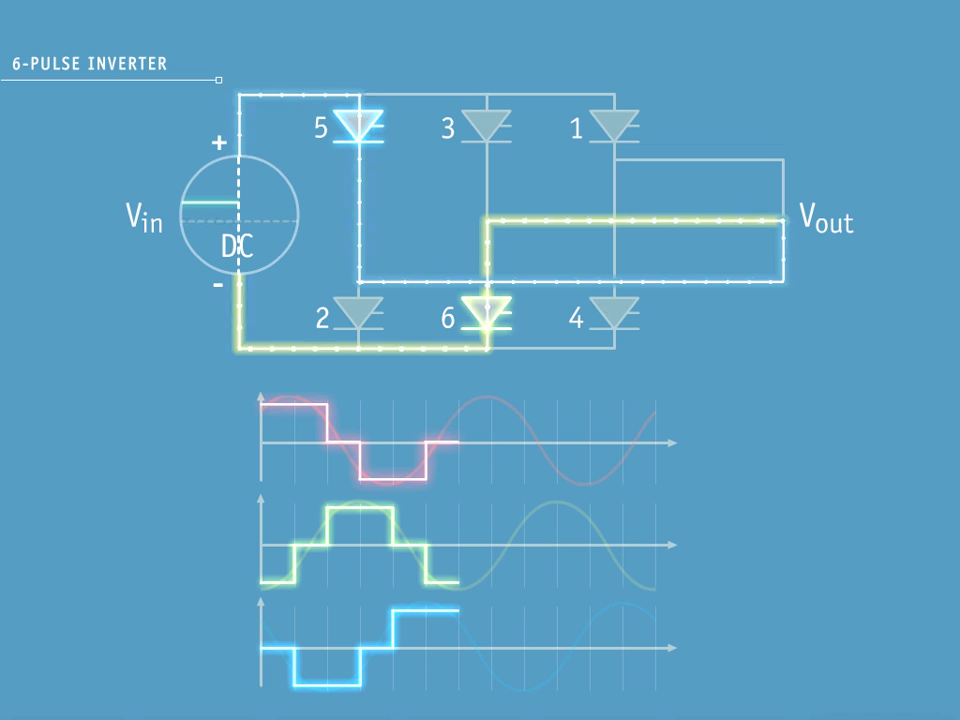 6-PULSE INVERTER
5 3 1
+
Vin
DC
Vout
-
2 6 4